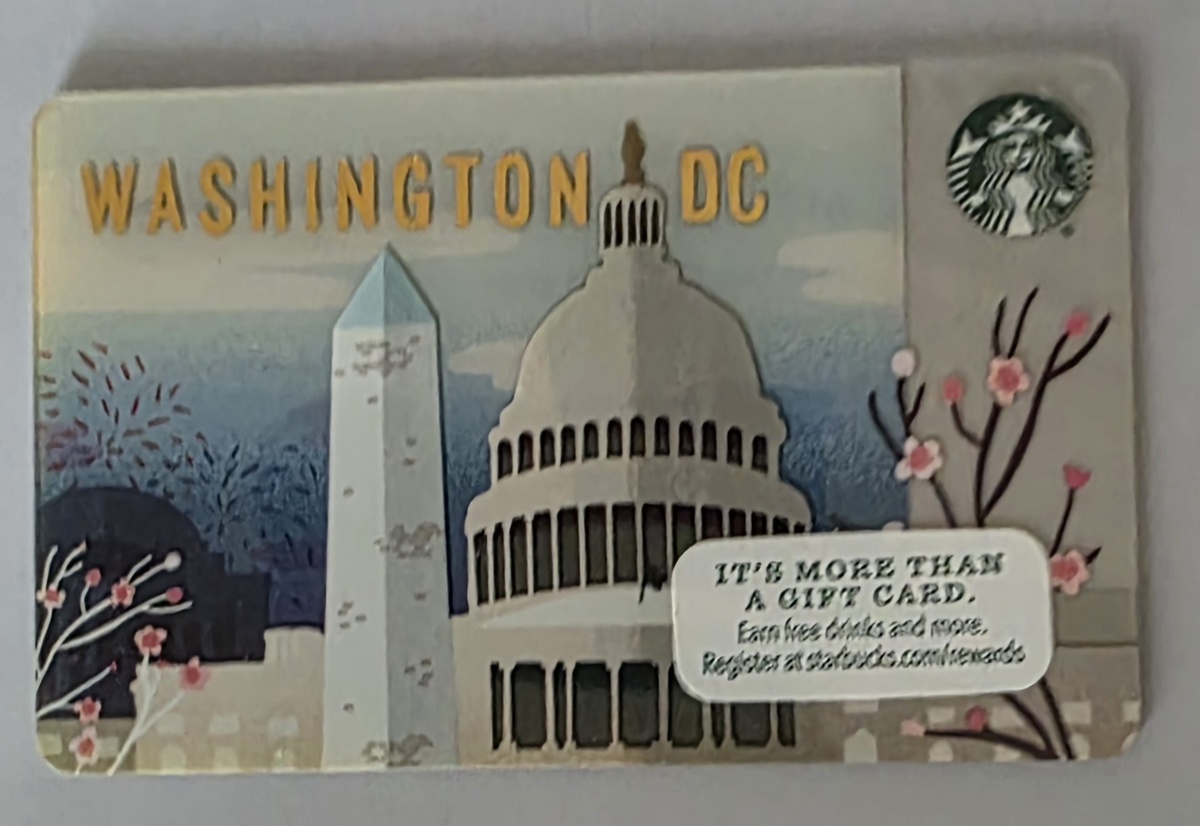 WASHINGTON DC
IT'S MORE THAN
A GIFT CARD.
Earn free drinks and more.
Register at starbucks.com/rewards
®